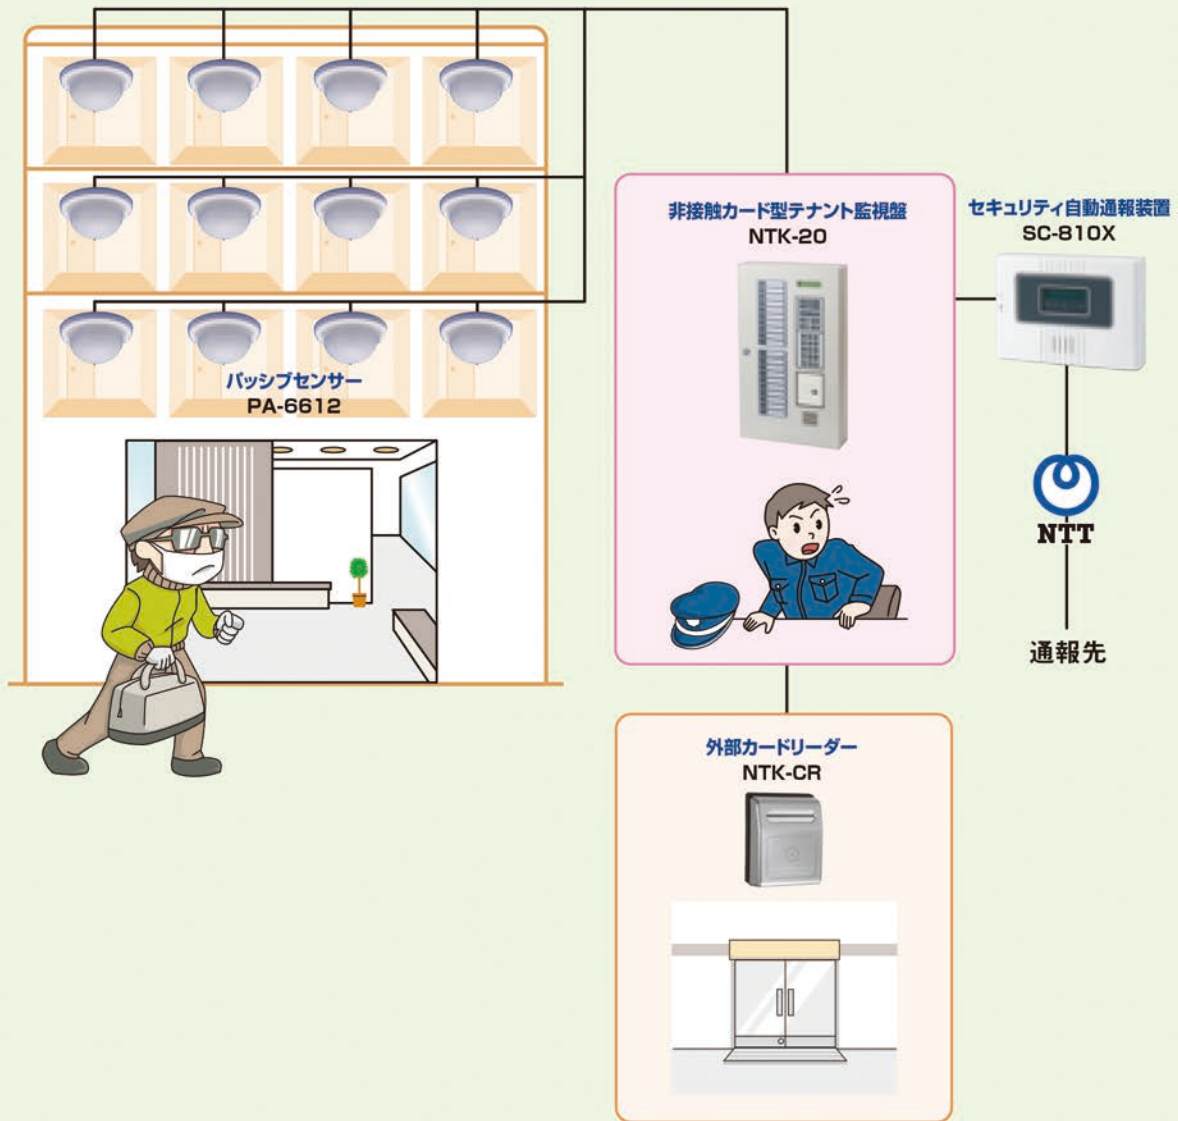 非接触カード型テナント監視盤
NTK-20
セキュリティ自動通報装置
SC-810X
パッシブセンサー
PA-6612
NTT
通報先
外部カードリーダー
NTK-CR